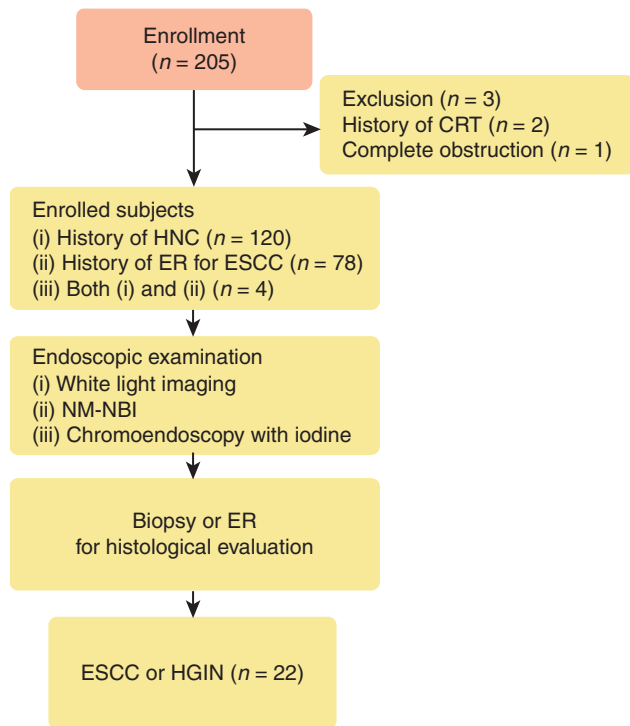 Enrollment
(n = 205)
Exclusion (n = 3)
History of CRT (n = 2)
Complete obstruction (n = 1)
Enrolled subjects
(i) History of HNC (n = 120)
(ii) History of ER for ESCC (n = 78)
(iii) Both (i) and (ii) (n = 4)
Endoscopic examination
(i) White light imaging
(ii) NM-NBI
(iii) Chromoendoscopy with iodine
Biopsy or ER
for histological evaluation
ESCC or HGIN (n = 22)